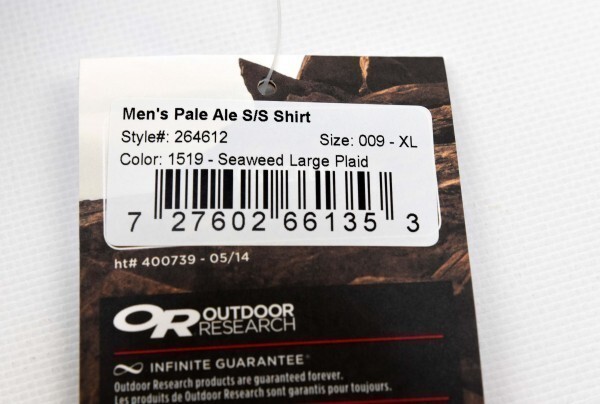 Men's Pale Ale S/S Shirt
Style#: 264612 Size: 009 - XL
Color: 1519 - Seaweed Large Plaid
7 27602 66135 3
ht# 400739 - 05/14
OR OUTDOOR
RESEARCH
INFINITE GUARANTEE
Outdoor Research products are guaranteed forever.
Les produits de Outdoor Research sont garantis pour toujours.